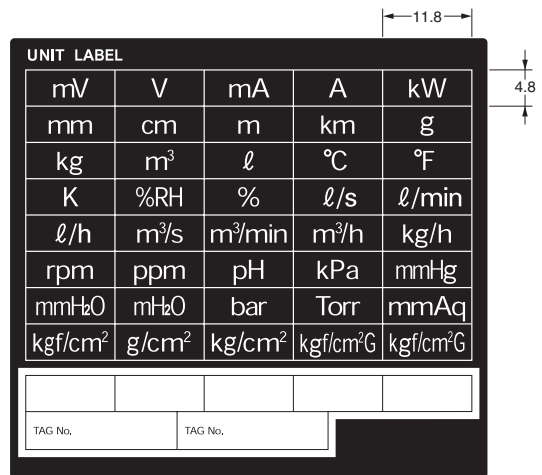 11.8
UNIT LABEL
4.8
mV V mA A kW
mm cm m km g
kg m³ ℓ °C °F
K %RH % ℓ/s ℓ/min
ℓ/h m³/s m³/min m³/h kg/h
rpm ppm pH kPa mmHg
mmH₂O mH₂O bar Torr mmAq
kgf/cm² g/cm² kg/cm² kgf/cm²G kgf/cm²G
TAG No. TAG No.